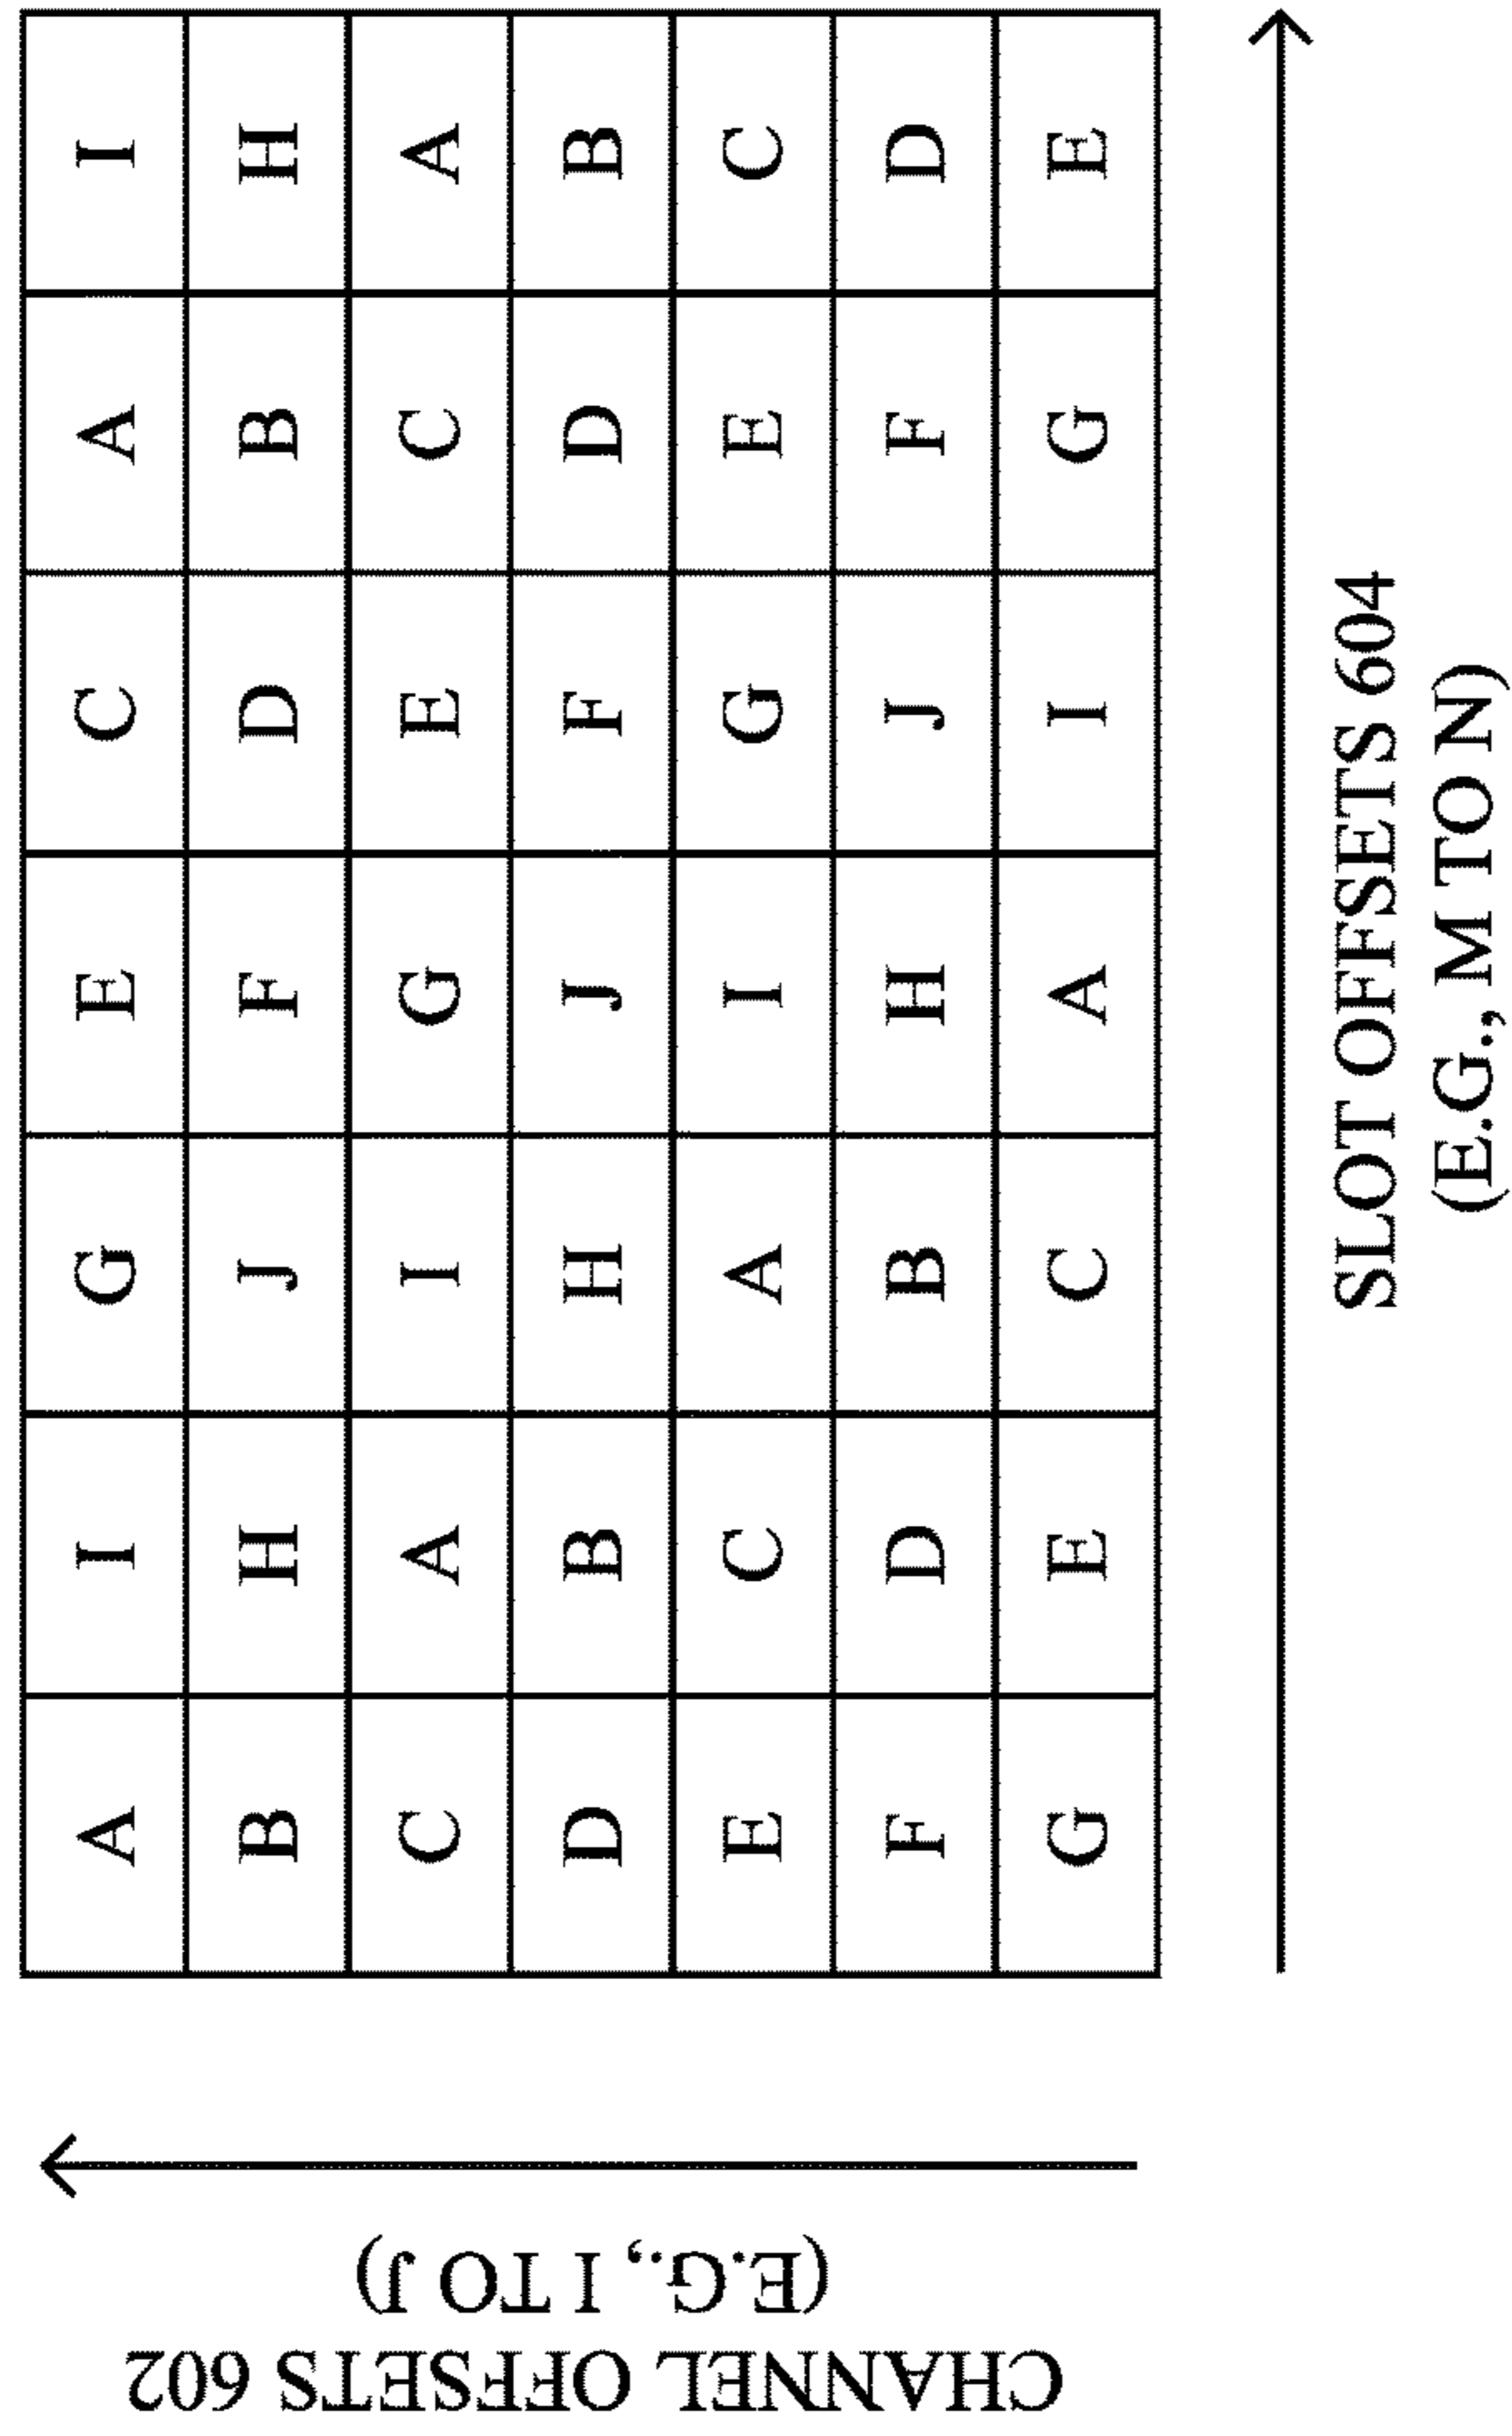 CHANNEL OFFSETS 602
(E.G., I TO J)
A I G E C A I
B H J F D B H
C A I G E C A
D B H J F D B
E C A I G E C
F D B H J F D
G E C A I G E
SLOT OFFSETS 604
(E.G., M TO N)